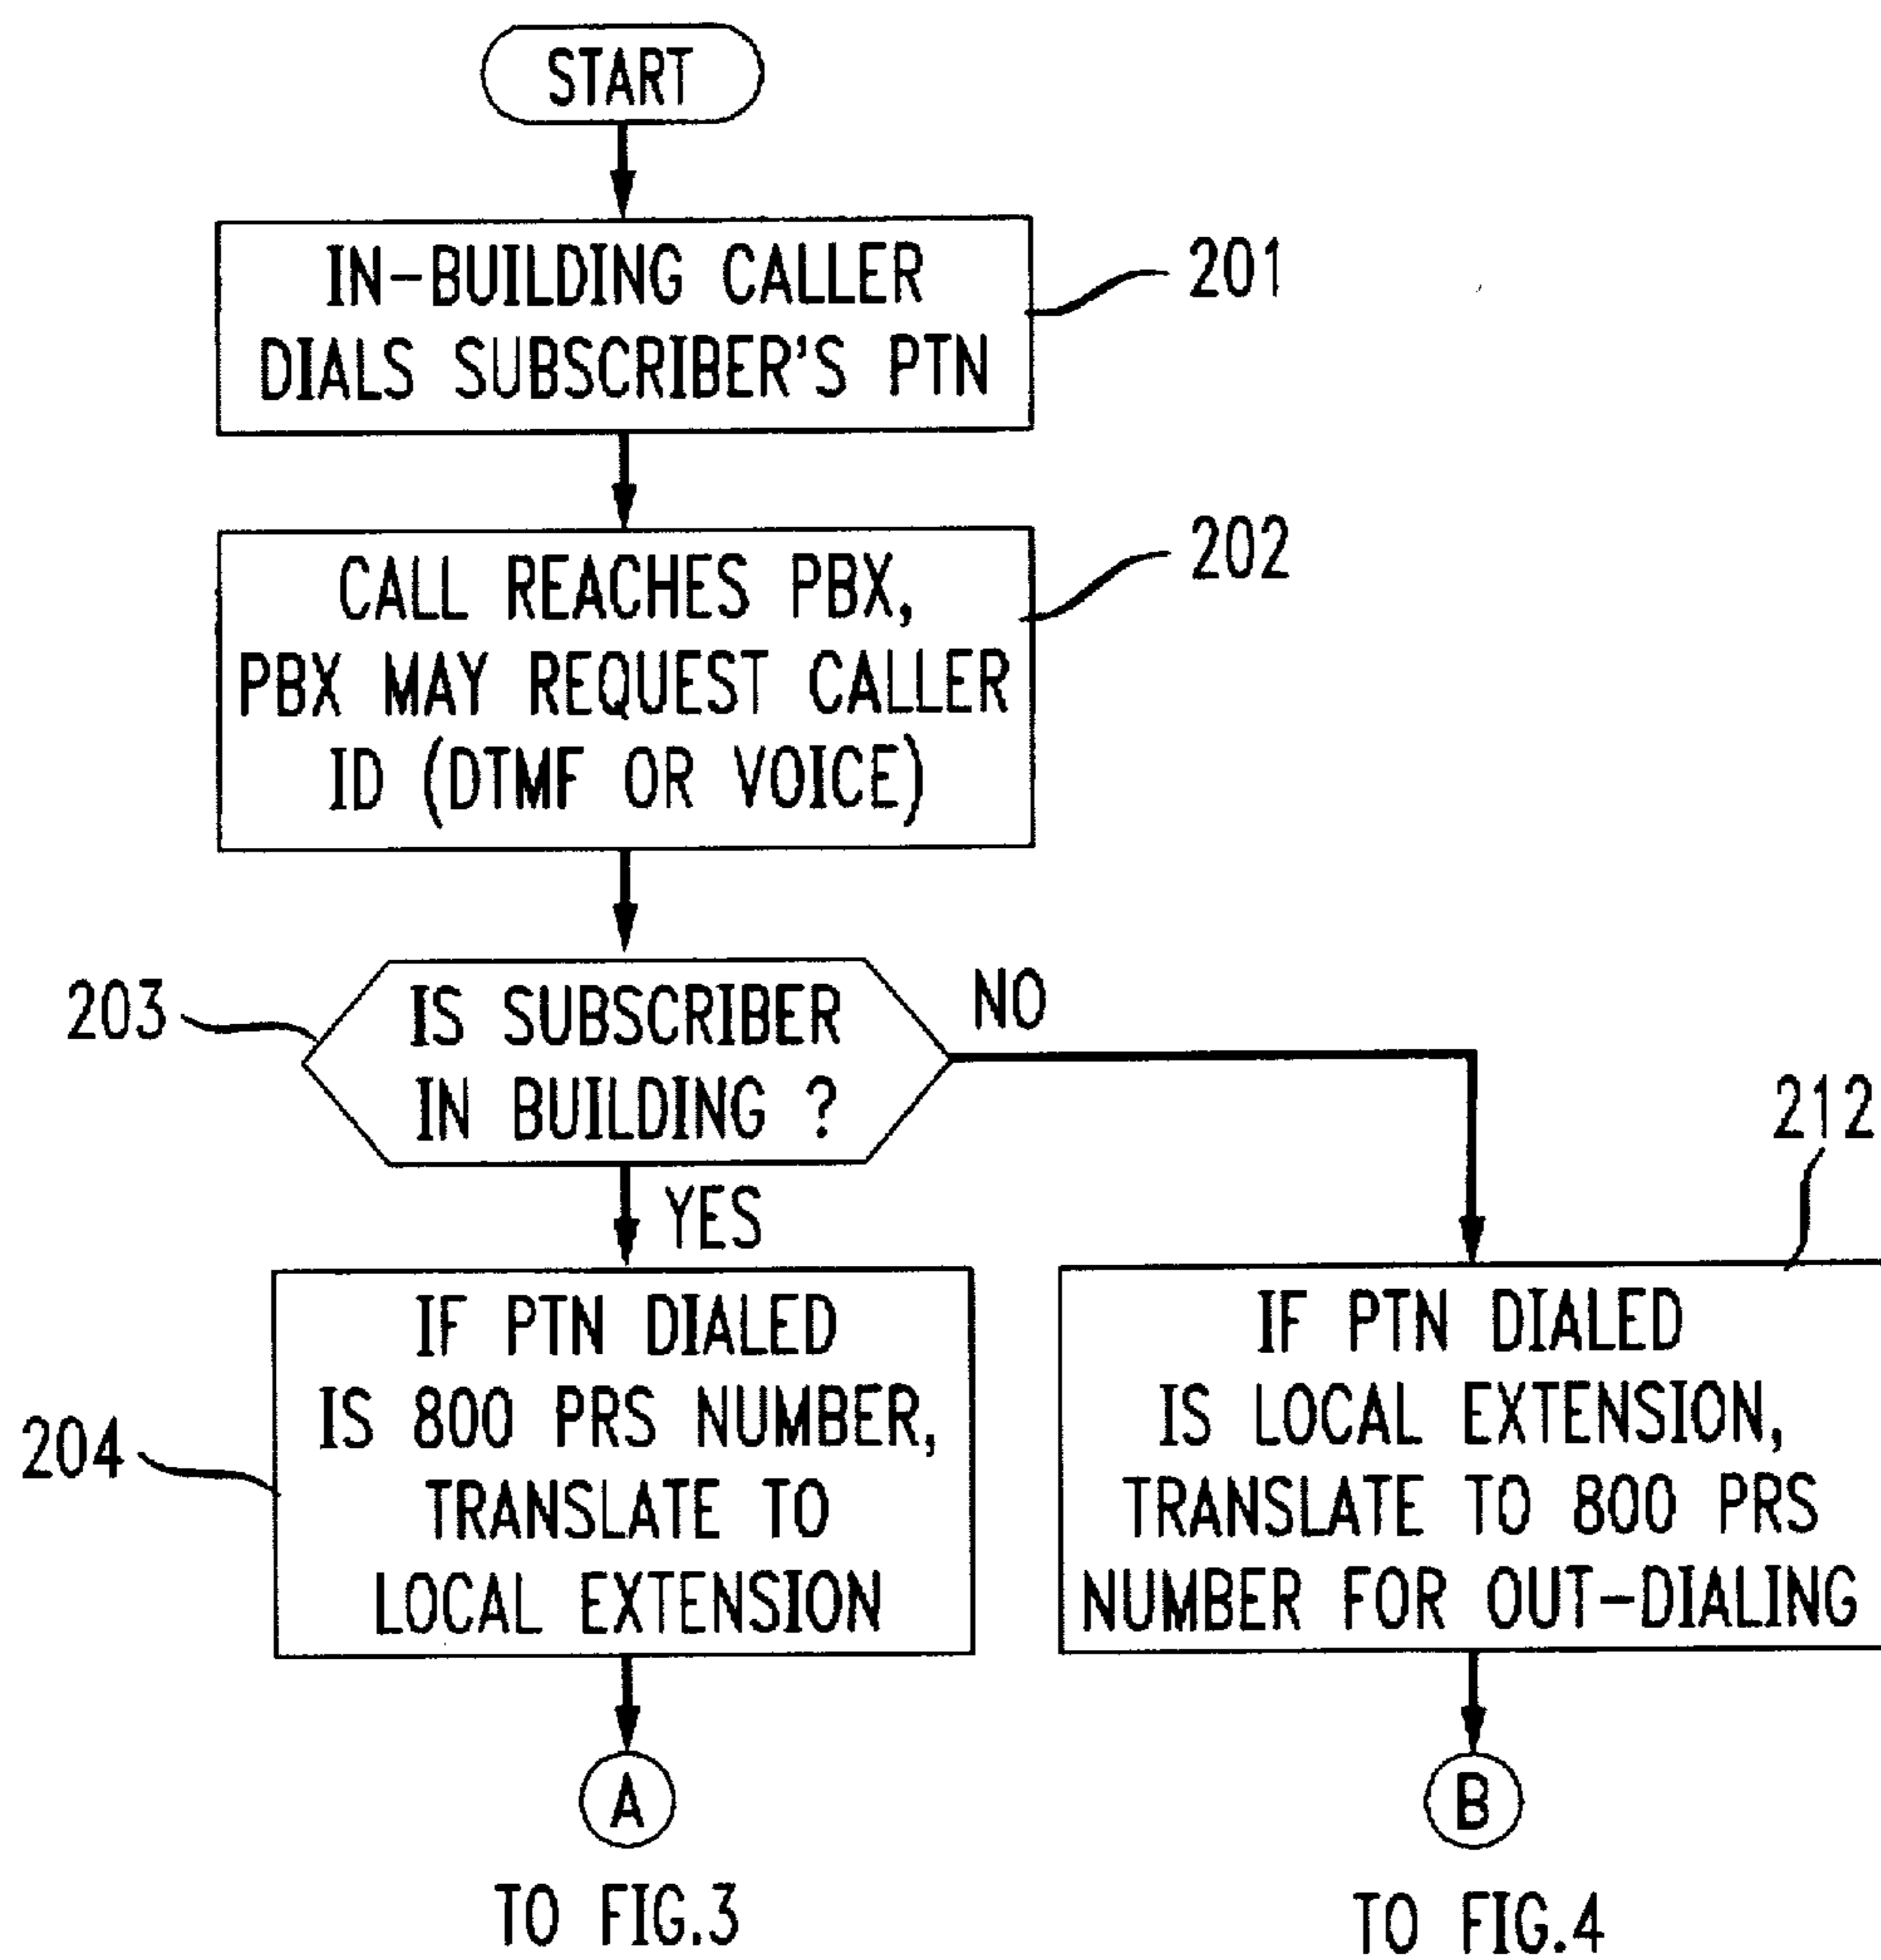 START
IN-BUILDING CALLER
DIALS SUBSCRIBER'S PTN
201
CALL REACHES PBX,
PBX MAY REQUEST CALLER
ID (DTMF OR VOICE)
202
203
IS SUBSCRIBER
IN BUILDING ?
NO
YES
212
204
IF PTN DIALED
IS 800 PRS NUMBER,
TRANSLATE TO
LOCAL EXTENSION
IF PTN DIALED
IS LOCAL EXTENSION,
TRANSLATE TO 800 PRS
NUMBER FOR OUT-DIALING
A
TO FIG.3
B
TO FIG.4